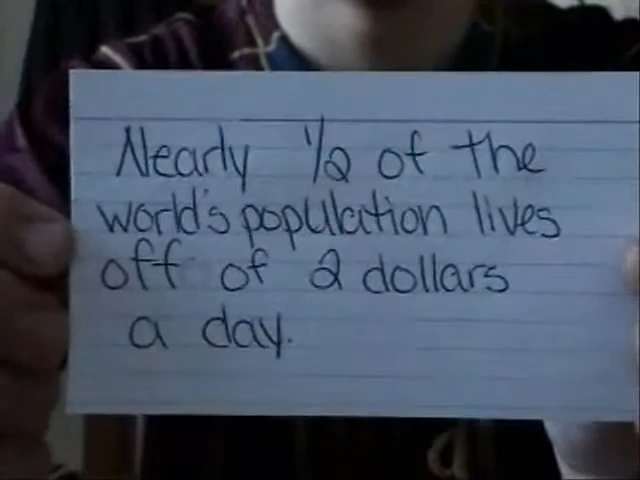 Nearly 1/2 of the
world's population lives
off of 2 dollars
a day.